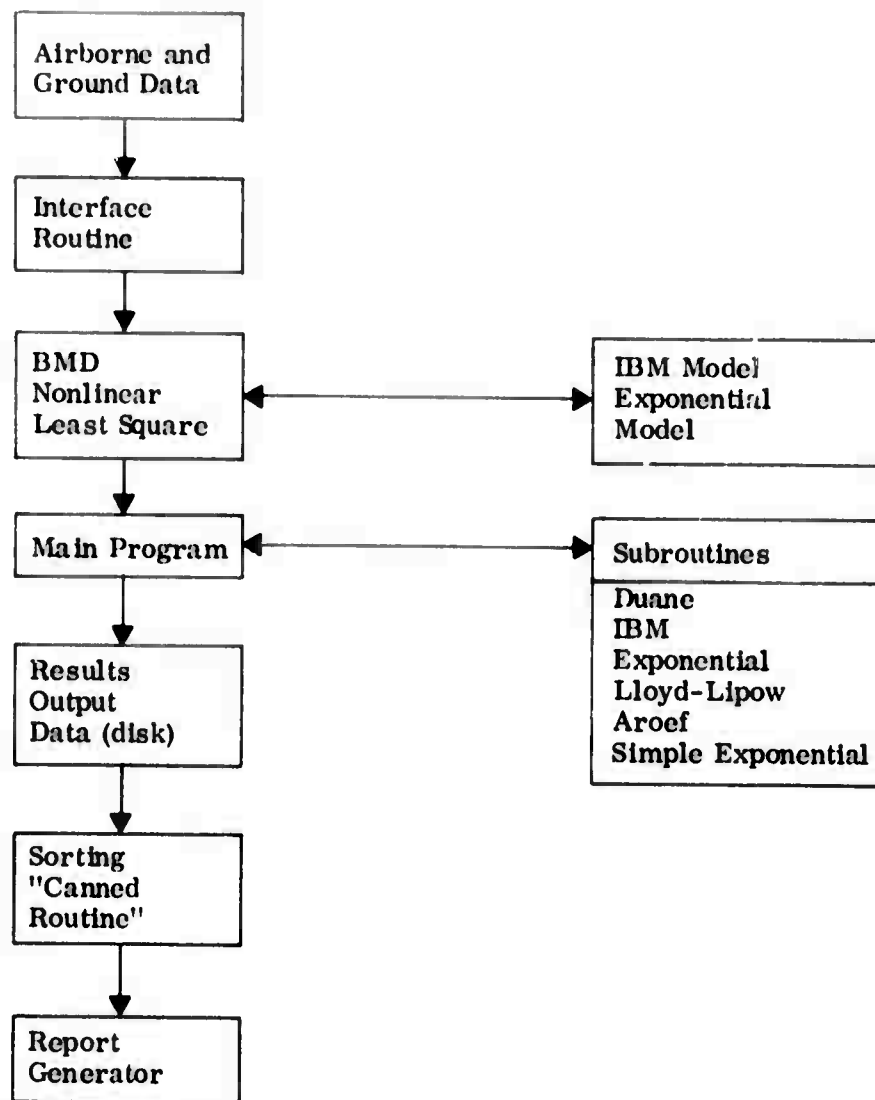 Airborne and
Ground Data
Interface
Routine
BMD
Nonlinear
Least Square
IBM Model
Exponential
Model
Main Program
Subroutines
Duane
IBM
Exponential
Lloyd-Lipow
Aroef
Simple Exponential
Results
Output
Data (disk)
Sorting
"Canned
Routine"
Report
Generator